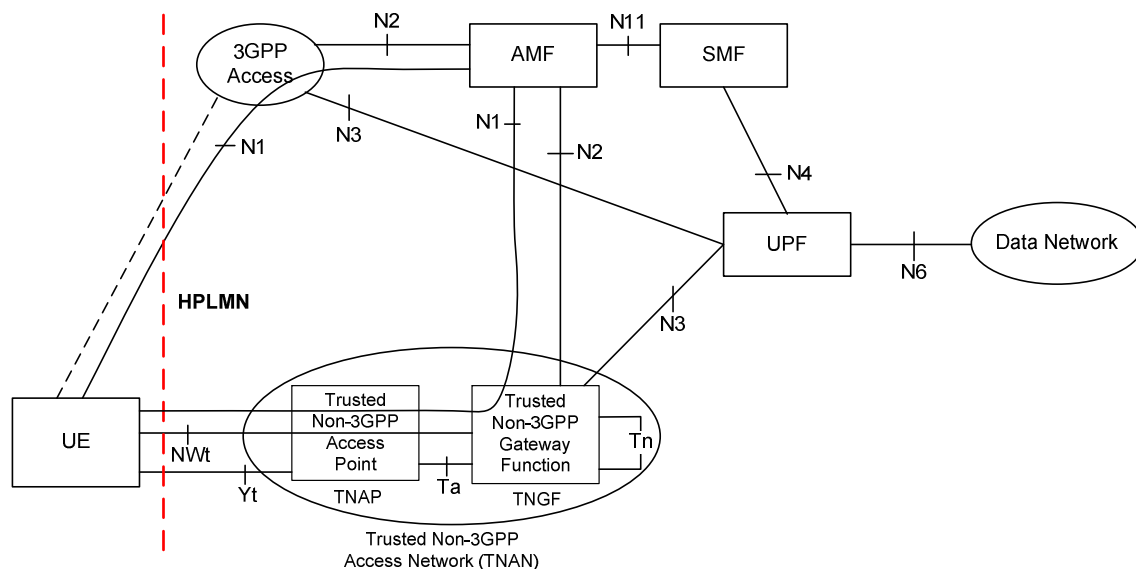 N2
N11
3GPP
Access
AMF
SMF
N3
N1
N1
N2
N4
UPF
Data Network
N6
HPLMN
N3
UE
NWt
Yt
Trusted
Non-3GPP
Access
Point
Ta
Trusted
Non-3GPP
Gateway
Function
Tn
TNAP
TNGF
Trusted Non-3GPP
Access Network (TNAN)